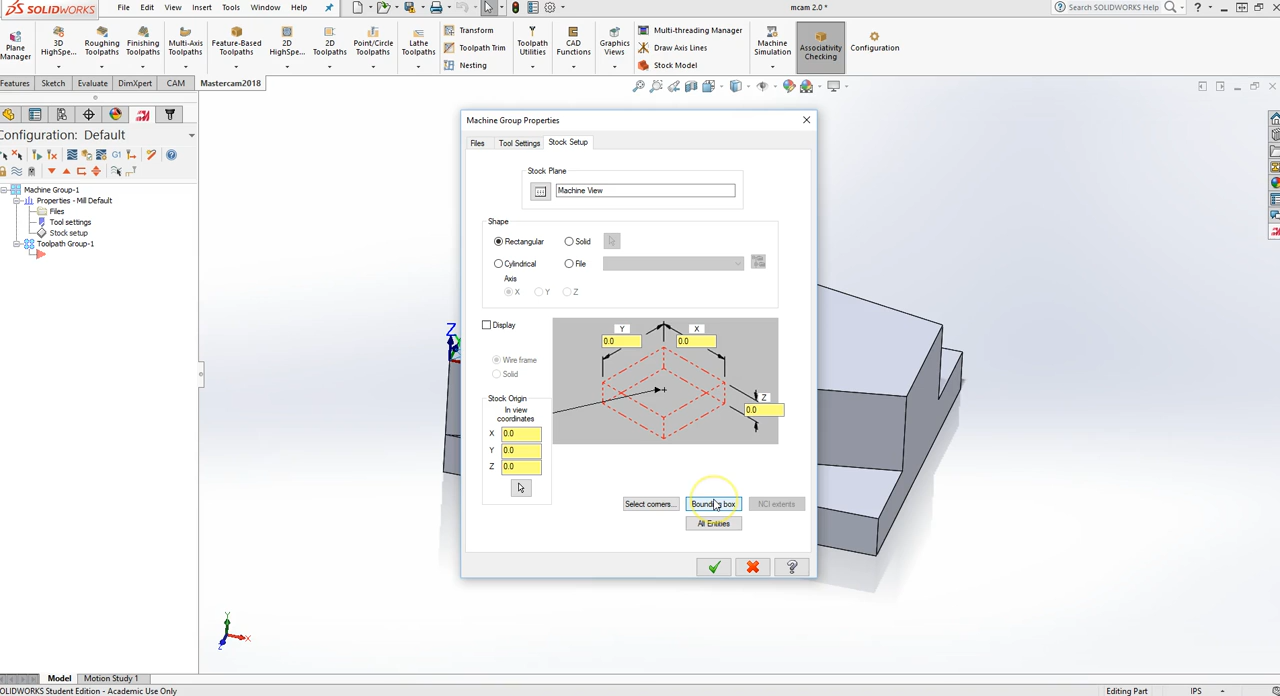 SOLIDWORKS File Edit View Insert Tools Window Help mcam 2.0 * Search SOLIDWORKS Help
Plane Manager
3D HighSpe...
Roughing Toolpaths
Finishing Toolpaths
Multi-Axis Toolpaths
Feature-Based Toolpaths
2D HighSpe...
2D Toolpaths
Point/Circle Toolpaths
Lathe Toolpaths
Transform
Toolpath Trim
Nesting
Toolpath Utilities
CAD Functions
Graphics Views
Multi-threading Manager
Draw Axis Lines
Stock Model
Machine Simulation
Associativity Checking
Configuration
Features Sketch Evaluate DimXpert CAM Mastercam2018
Configuration: Default
G1
Machine Group-1
Properties - Mill Default
Files
Tool settings
Stock setup
Toolpath Group-1
Machine Group Properties
Files Tool Settings Stock Setup
Stock Plane
Machine View
Shape
Rectangular Solid
Cylindrical File
Axis
X Y Z
Display
Wire frame
Solid
Y X
0.0 0.0
Z
0.0
Stock Origin
In view
coordinates
X 0.0
Y 0.0
Z 0.0
Select corners... Bounding box NCI extents
All Entities
Z
Y
X
Z
Model Motion Study 1
SOLIDWORKS Student Edition - Academic Use Only Editing Part IPS